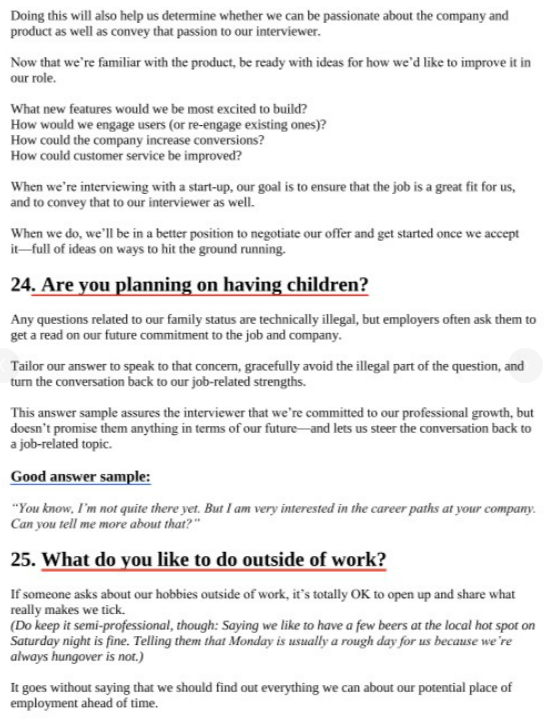 Doing this will also help us determine whether we can be passionate about the company and
product as well as convey that passion to our interviewer.
Now that we're familiar with the product, be ready with ideas for how we'd like to improve it in
our role.
What new features would we be most excited to build?
How would we engage users (or re-engage existing ones)?
How could the company increase conversions?
How could customer service be improved?
When we're interviewing with a start-up, our goal is to ensure that the job is a great fit for us,
and to convey that to our interviewer as well.
When we do, we'll be in a better position to negotiate our offer and get started once we accept
it—full of ideas on ways to hit the ground running.
24. Are you planning on having children?
Any questions related to our family status are technically illegal, but employers often ask them to
get a read on our future commitment to the job and company.
Tailor our answer to speak to that concern, gracefully avoid the illegal part of the question, and
turn the conversation back to our job-related strengths.
This answer sample assures the interviewer that we're committed to our professional growth, but
doesn't promise them anything in terms of our future—and lets us steer the conversation back to
a job-related topic.
Good answer sample:
"You know, I'm not quite there yet. But I am very interested in the career paths at your company.
Can you tell me more about that?"
25. What do you like to do outside of work?
If someone asks about our hobbies outside of work, it's totally OK to open up and share what
really makes we tick.
(Do keep it semi-professional, though: Saying we like to have a few beers at the local hot spot on
Saturday night is fine. Telling them that Monday is usually a rough day for us because we're
always hungover is not.)
It goes without saying that we should find out everything we can about our potential place of
employment ahead of time.